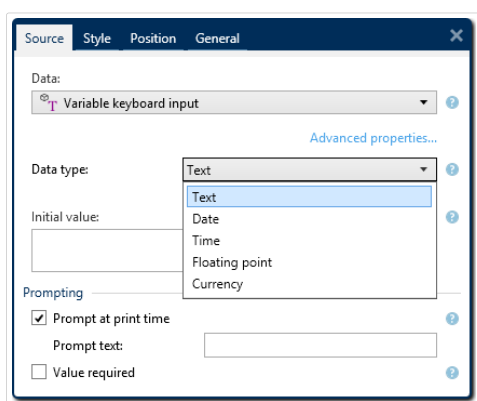 Source Style Position General
Data:
T Variable keyboard input
Advanced properties...
Data type: Text
Text
Initial value: Date
Time
Floating point
Currency
Prompting
Prompt at print time
Prompt text:
Value required